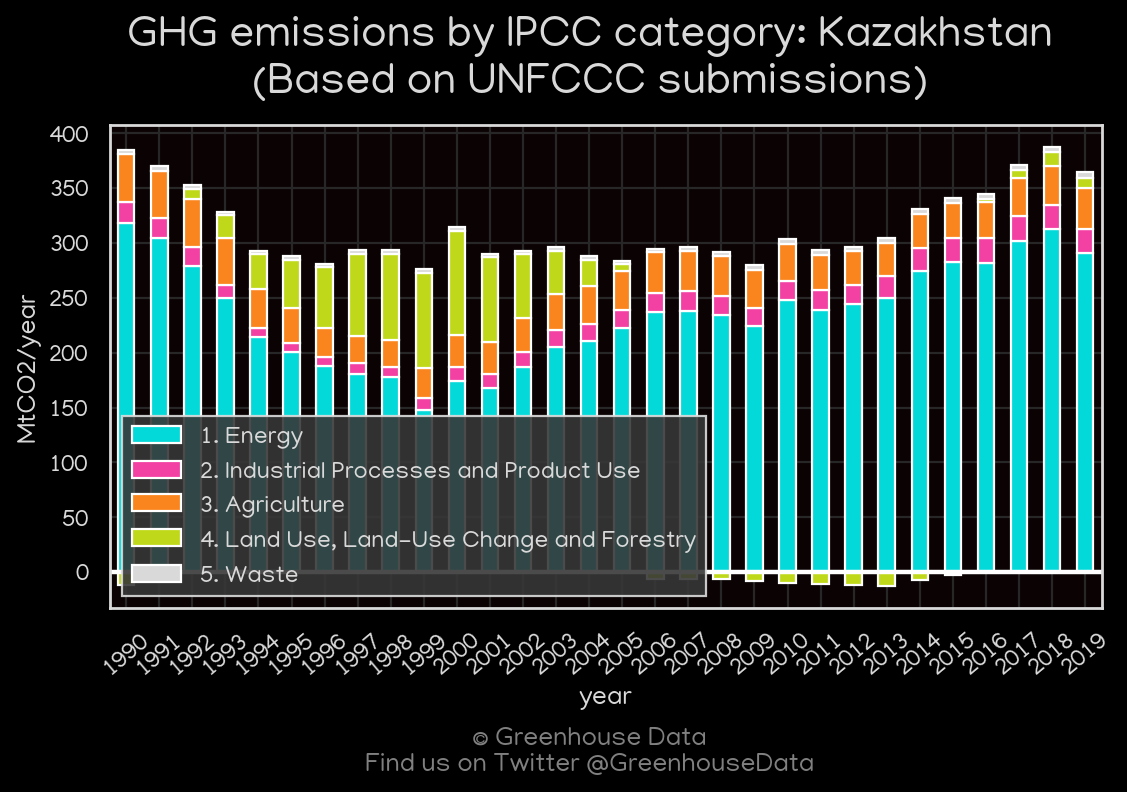 GHG emissions by IPCC category: Kazakhstan
(Based on UNFCCC submissions)
MtCO2/year
400
350
300
250
200
150
100
50
0
1. Energy
2. Industrial Processes and Product Use
3. Agriculture
4. Land Use, Land-Use Change and Forestry
5. Waste
1990 1991 1992 1993 1994 1995 1996 1997 1998 1999 2000 2001 2002 2003 2004 2005 2006 2007 2008 2009 2010 2011 2012 2013 2014 2015 2016 2017 2018 2019
year
© Greenhouse Data
Find us on Twitter @GreenhouseData